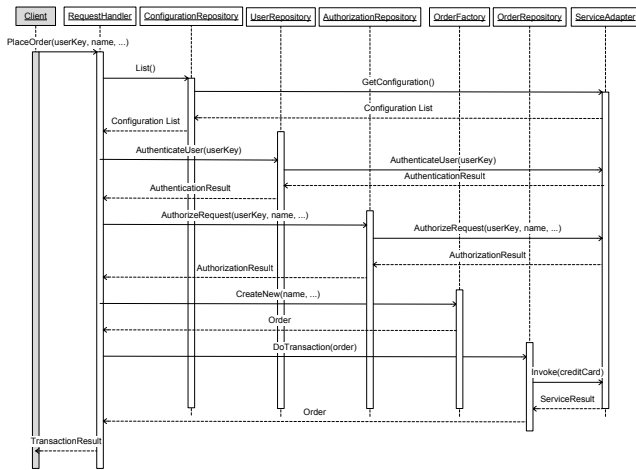 Client RequestHandler ConfigurationRepository UserRepository AuthorizationRepository OrderFactory OrderRepository ServiceAdapter
PlaceOrder(userKey, name, ...)
List()
GetConfiguration()
Configuration List
Configuration List
AuthenticateUser(userKey)
AuthenticateUser(userKey)
AuthenticationResult
AuthenticationResult
AuthorizeRequest(userKey, name, ...)
AuthorizeRequest(userKey, name, ...)
AuthorizationResult
AuthorizationResult
CreateNew(name, ...)
Order
DoTransaction(order)
Invoke(creditCard)
ServiceResult
Order
TransactionResult